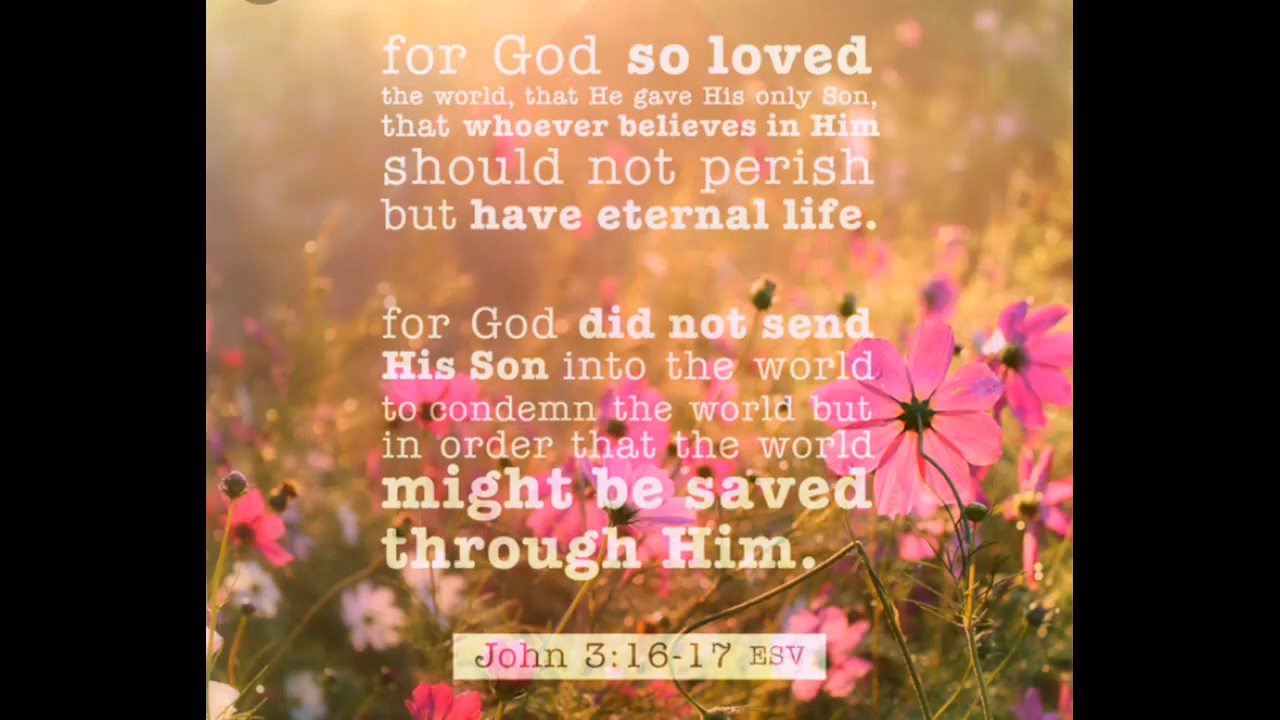 for God so loved
the world, that He gave His only Son,
that whoever believes in Him
should not perish
but have eternal life.
for God did not send
His Son into the world
to condemn the world but
in order that the world
might be saved
through Him.
John 3:16-17 ESV